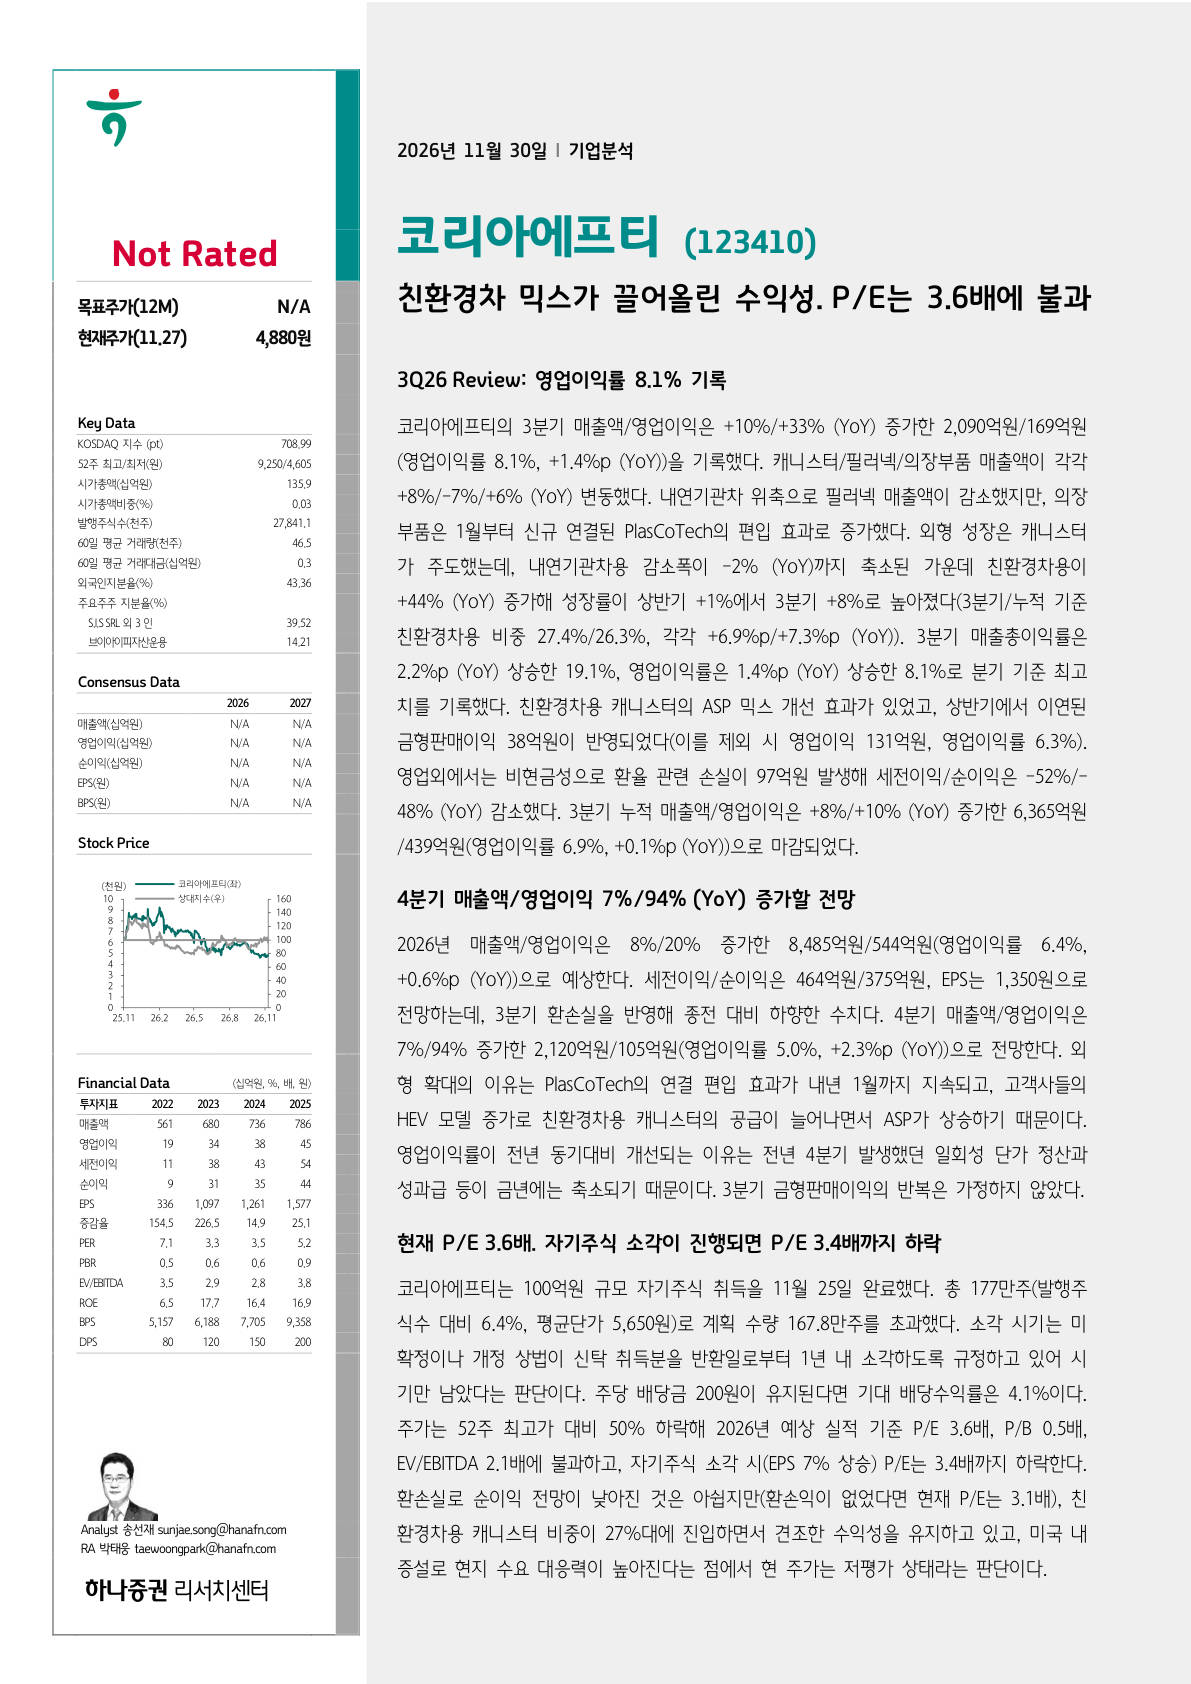 2026년 11월 30일 | 기업분석
코리아에프티 (123410)
친환경차 믹스가 끌어올린 수익성. P/E는 3.6배에 불과
Not Rated
목표주가(12M) N/A
현재주가(11.27) 4,880원
Key Data
KOSDAQ 지수 (pt) 708.99
52주 최고/최저(원) 9,250/4,605
시가총액(십억원) 135.9
시가총액비중(%) 0.03
발행주식수(천주) 27,841.1
60일 평균 거래량(천주) 46.5
60일 평균 거래대금(십억원) 0.3
외국인지분율(%) 43.36
주요주주 지분율(%)
S.I.S SRL 외 3 인 39.52
브이아이피자산운용 14.21
Consensus Data
2026 2027
매출액(십억원) N/A N/A
영업이익(십억원) N/A N/A
순이익(십억원) N/A N/A
EPS(원) N/A N/A
BPS(원) N/A N/A
Stock Price
(천원) 코리아에프티(좌)
상대지수(우)
10 160
9 140
8 120
7 100
6 80
5 60
4 40
3 20
2 0
1
0
25.11 26.2 26.5 26.8 26.11
Financial Data (십억원, %, 배, 원)
투자지표 2022 2023 2024 2025
매출액 561 680 736 786
영업이익 19 34 38 45
세전이익 11 38 43 54
순이익 9 31 35 44
EPS 336 1,097 1,261 1,577
증감율 154.5 226.5 14.9 25.1
PER 7.1 3.3 3.5 5.2
PBR 0.5 0.6 0.6 0.9
EV/EBITDA 3.5 2.9 2.8 3.8
ROE 6.5 17.7 16.4 16.9
BPS 5,157 6,188 7,705 9,358
DPS 80 120 150 200
Analyst 송선재 sunjae.song@hanafn.com
RA 박태웅 taewoongpark@hanafn.com
하나증권 리서치센터
3Q26 Review: 영업이익률 8.1% 기록
코리아에프티의 3분기 매출액/영업이익은 +10%/+33% (YoY) 증가한 2,090억원/169억원
(영업이익률 8.1%, +1.4%p (YoY))을 기록했다. 캐니스터/필러넥/의장부품 매출액이 각각
+8%/-7%/+6% (YoY) 변동했다. 내연기관차 위축으로 필러넥 매출액이 감소했지만, 의장
부품은 1월부터 신규 연결된 PlasCoTech의 편입 효과로 증가했다. 외형 성장은 캐니스터
가 주도했는데, 내연기관차용 감소폭이 -2% (YoY)까지 축소된 가운데 친환경차용이
+44% (YoY) 증가해 성장률이 상반기 +1%에서 3분기 +8%로 높아졌다(3분기/누적 기준
친환경차용 비중 27.4%/26.3%, 각각 +6.9%p/+7.3%p (YoY)). 3분기 매출총이익률은
2.2%p (YoY) 상승한 19.1%, 영업이익률은 1.4%p (YoY) 상승한 8.1%로 분기 기준 최고
치를 기록했다. 친환경차용 캐니스터의 ASP 믹스 개선 효과가 있었고, 상반기에서 이연된
금형판매이익 38억원이 반영되었다(이를 제외 시 영업이익 131억원, 영업이익률 6.3%).
영업외에서는 비현금성으로 환율 관련 손실이 97억원 발생해 세전이익/순이익은 -52%/-
48% (YoY) 감소했다. 3분기 누적 매출액/영업이익은 +8%/+10% (YoY) 증가한 6,365억원
/439억원(영업이익률 6.9%, +0.1%p (YoY))으로 마감되었다.
4분기 매출액/영업이익 7%/94% (YoY) 증가할 전망
2026년 매출액/영업이익은 8%/20% 증가한 8,485억원/544억원(영업이익률 6.4%,
+0.6%p (YoY))으로 예상한다. 세전이익/순이익은 464억원/375억원, EPS는 1,350원으로
전망하는데, 3분기 환손실을 반영해 종전 대비 하향한 수치다. 4분기 매출액/영업이익은
7%/94% 증가한 2,120억원/105억원(영업이익률 5.0%, +2.3%p (YoY))으로 전망한다. 외
형 확대의 이유는 PlasCoTech의 연결 편입 효과가 내년 1월까지 지속되고, 고객사들의
HEV 모델 증가로 친환경차용 캐니스터의 공급이 늘어나면서 ASP가 상승하기 때문이다.
영업이익률이 전년 동기대비 개선되는 이유는 전년 4분기 발생했던 일회성 단가 정산과
성과급 등이 금년에는 축소되기 때문이다. 3분기 금형판매이익의 반복은 가정하지 않았다.
현재 P/E 3.6배. 자기주식 소각이 진행되면 P/E 3.4배까지 하락
코리아에프티는 100억원 규모 자기주식 취득을 11월 25일 완료했다. 총 177만주(발행주
식수 대비 6.4%, 평균단가 5,650원)로 계획 수량 167.8만주를 초과했다. 소각 시기는 미
확정이나 개정 상법이 신탁 취득분을 반환일로부터 1년 내 소각하도록 규정하고 있어 시
기만 남았다는 판단이다. 주당 배당금 200원이 유지된다면 기대 배당수익률은 4.1%이다.
주가는 52주 최고가 대비 50% 하락해 2026년 예상 실적 기준 P/E 3.6배, P/B 0.5배,
EV/EBITDA 2.1배에 불과하고, 자기주식 소각 시(EPS 7% 상승) P/E는 3.4배까지 하락한다.
환손실로 순이익 전망이 낮아진 것은 아쉽지만(환손익이 없었다면 현재 P/E는 3.1배), 친
환경차용 캐니스터 비중이 27%대에 진입하면서 견조한 수익성을 유지하고 있고, 미국 내
증설로 현지 수요 대응력이 높아진다는 점에서 현 주가는 저평가 상태라는 판단이다.